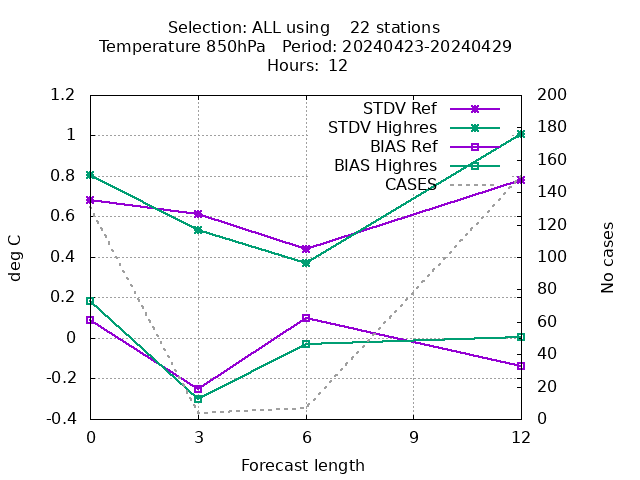 Selection: ALL using    22 stations
Temperature 850hPa   Period: 20240423-20240429
Hours: 12
1.2
1
0.8
0.6
0.4
0.2
0
-0.2
-0.4
200
180
160
140
120
100
80
60
40
20
0
STDV Ref
STDV Highres
BIAS Ref
BIAS Highres
CASES
deg C
No cases
0 3 6 9 12
Forecast length